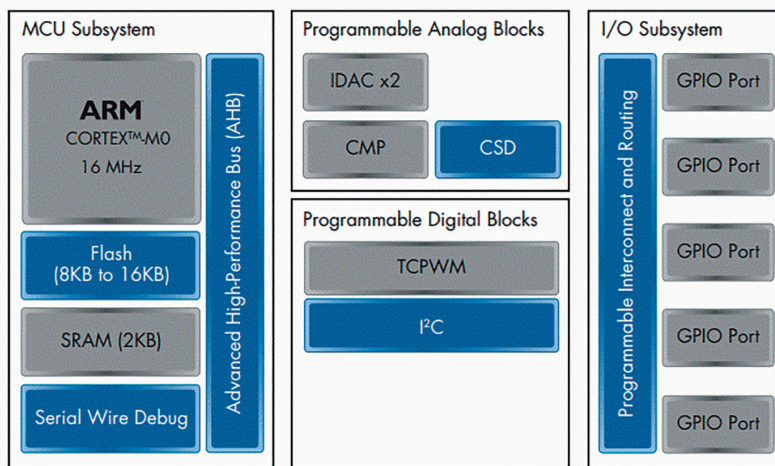 MCU Subsystem
ARM
CORTEX™-M0
16 MHz
Flash
(8KB to 16KB)
SRAM (2KB)
Serial Wire Debug
Advanced High-Performance Bus (AHB)
Programmable Analog Blocks
IDAC x2
CMP
CSD
Programmable Digital Blocks
TCPWM
I²C
I/O Subsystem
Programmable Interconnect and Routing
GPIO Port
GPIO Port
GPIO Port
GPIO Port
GPIO Port